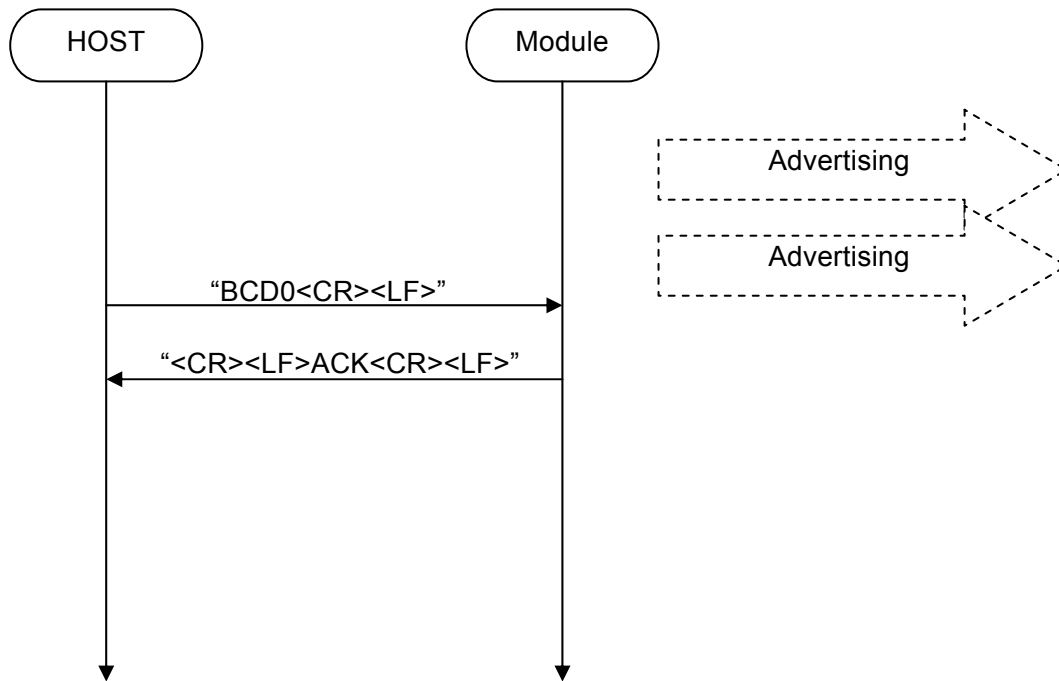 HOST
Module
Advertising
Advertising
“BCD0<CR><LF>”
“<CR><LF>ACK<CR><LF>”